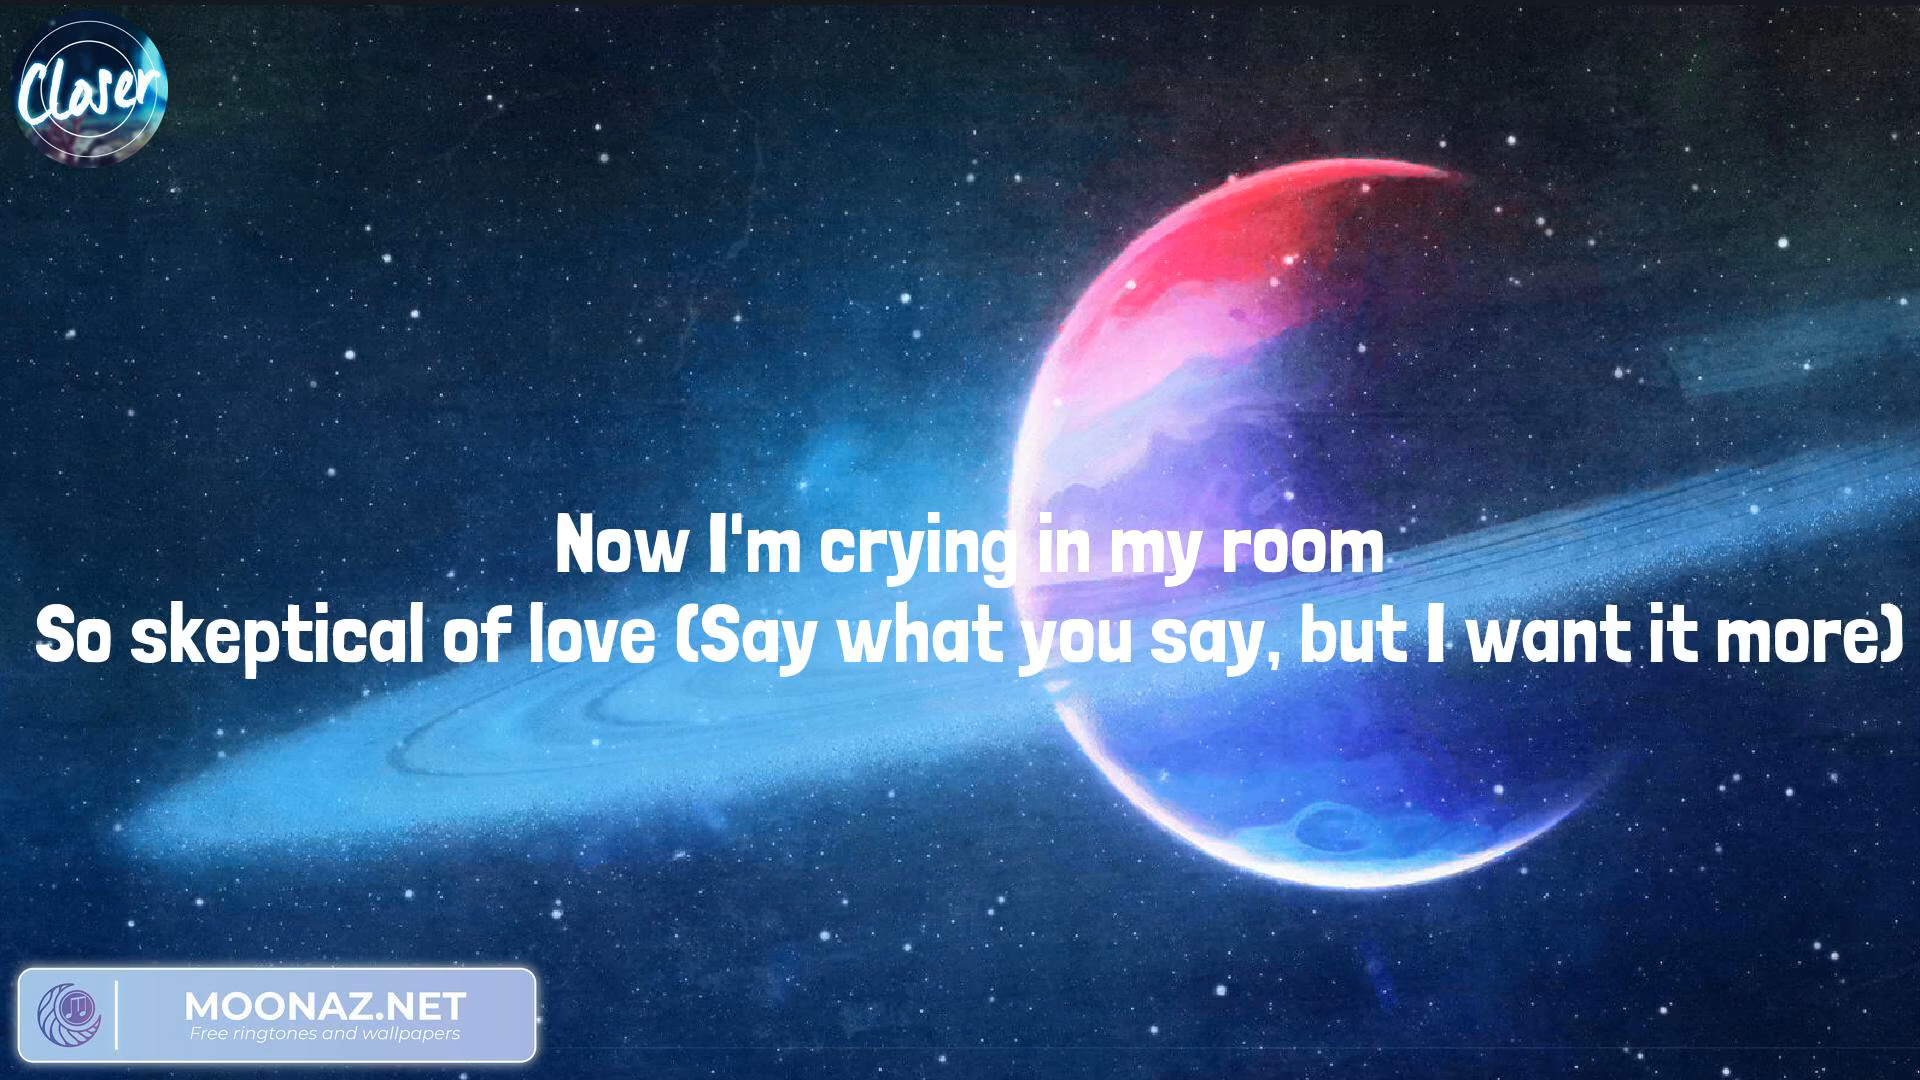 Closer
Now I'm crying in my room
So skeptical of love (Say what you say, but I want it more)
MOONAZ.NET
Free ringtones and wallpapers